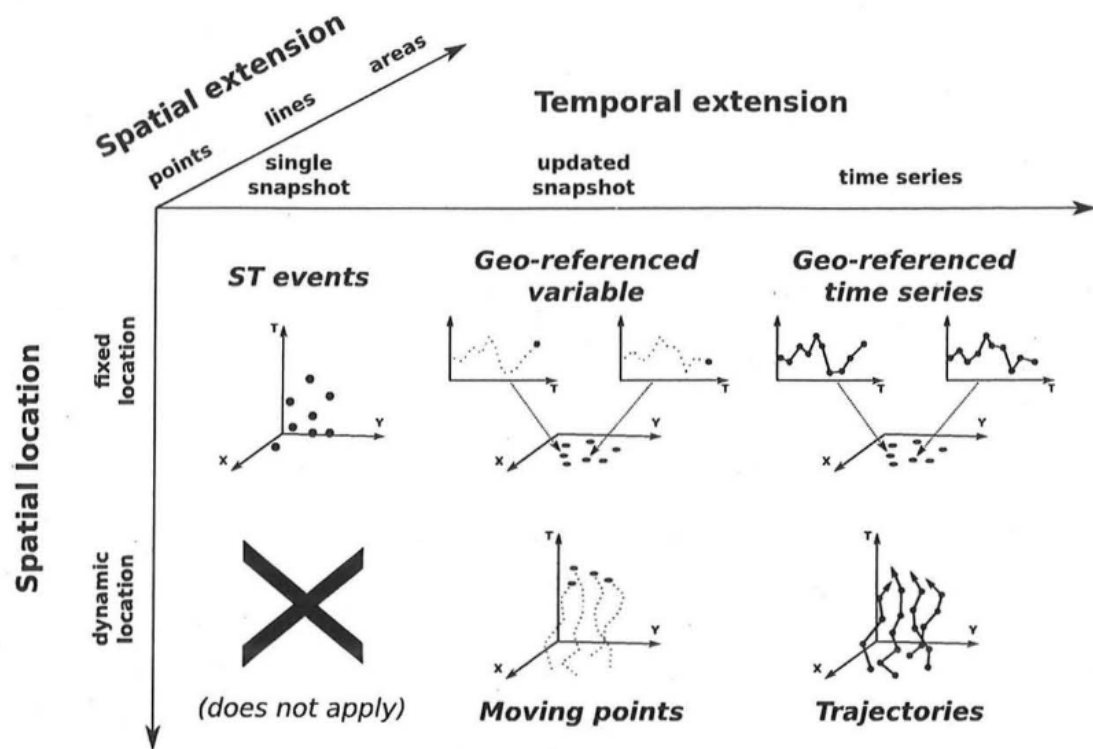 Spatial extension
points
lines
areas
Temporal extension
single
snapshot
updated
snapshot
time series
Spatial location
fixed
location
ST events
T
Y
X
Geo-referenced
variable
T
T
Y
X
Geo-referenced
time series
T
T
Y
X
dynamic
location
(does not apply)
T
Y
X
Moving points
T
Y
X
Trajectories